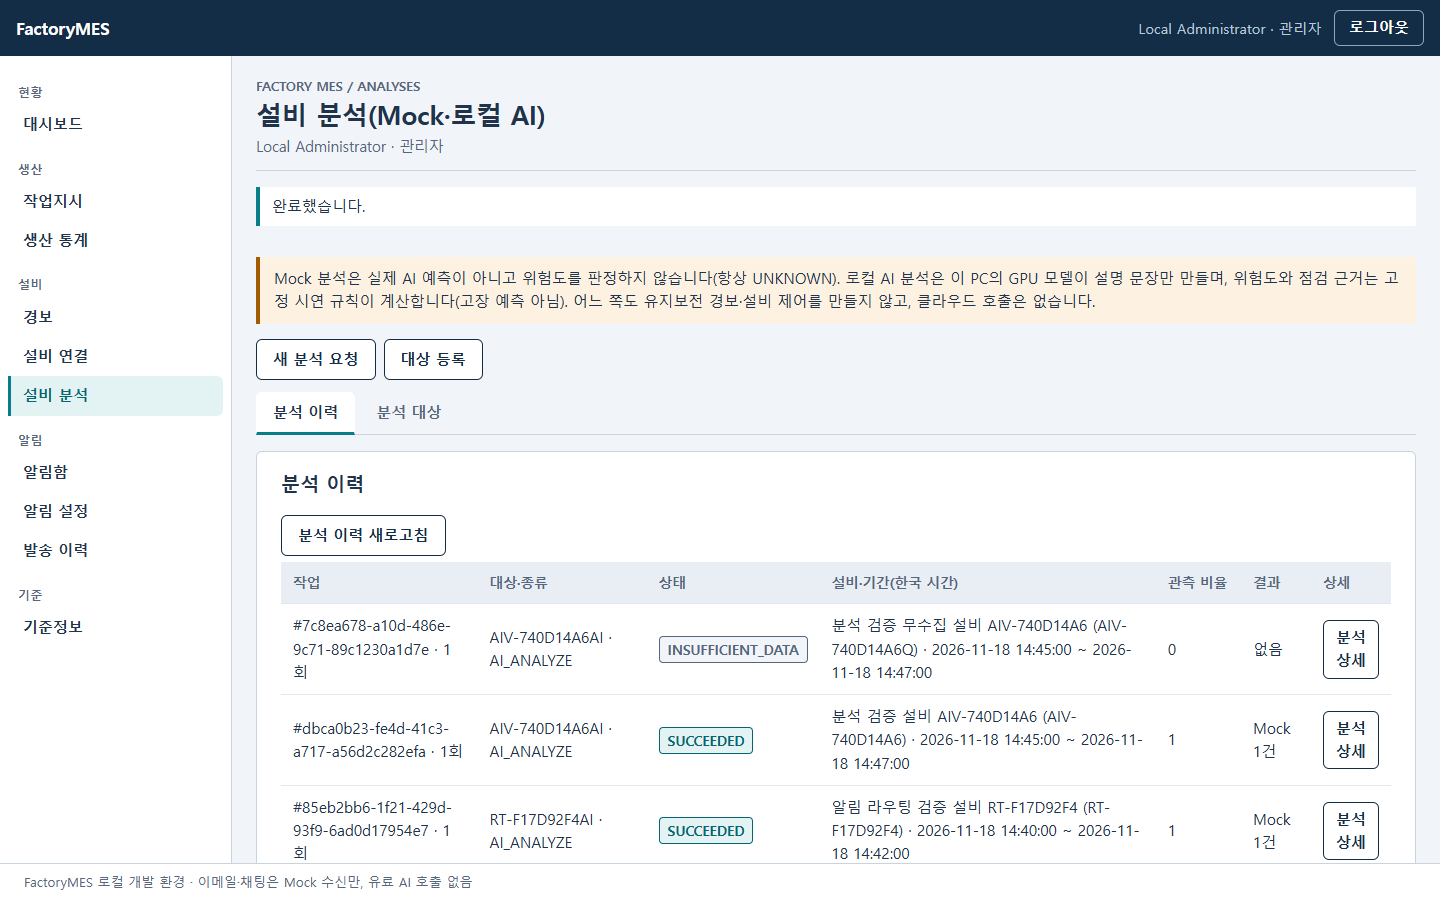 FactoryMES
Local Administrator · 관리자
로그아웃
현황
대시보드
생산
작업지시
생산 통계
설비
경보
설비 연결
설비 분석
알림
알림함
알림 설정
발송 이력
기준
기준정보
FACTORY MES / ANALYSES
설비 분석(Mock·로컬 AI)
Local Administrator · 관리자
완료했습니다.
Mock 분석은 실제 AI 예측이 아니고 위험도를 판정하지 않습니다(항상 UNKNOWN). 로컬 AI 분석은 이 PC의 GPU 모델이 설명 문장만 만들며, 위험도와 점검 근거는 고
정 시연 규칙이 계산합니다(고장 예측 아님). 어느 쪽도 유지보전 경보·설비 제어를 만들지 않고, 클라우드 호출은 없습니다.
새 분석 요청
대상 등록
분석 이력
분석 대상
분석 이력
분석 이력 새로고침
작업
대상·종류
상태
설비·기간(한국 시간)
관측 비율
결과
상세
#7c8ea678-a10d-486e-
9c71-89c1230a1d7e · 1
회
AIV-740D14A6AI ·
AI_ANALYZE
INSUFFICIENT_DATA
분석 검증 무수집 설비 AIV-740D14A6 (AIV-
740D14A6Q) · 2026-11-18 14:45:00 ~ 2026-
11-18 14:47:00
0
없음
분석
상세
#dbca0b23-fe4d-41c3-
a717-a56d2c282efa · 1회
AIV-740D14A6AI ·
AI_ANALYZE
SUCCEEDED
분석 검증 설비 AIV-740D14A6 (AIV-
740D14A6) · 2026-11-18 14:45:00 ~ 2026-11-
18 14:47:00
1
Mock
1건
분석
상세
#85eb2bb6-1f21-429d-
93f9-6ad0d17954e7 · 1
회
RT-F17D92F4AI ·
AI_ANALYZE
SUCCEEDED
알림 라우팅 검증 설비 RT-F17D92F4 (RT-
F17D92F4) · 2026-11-18 14:40:00 ~ 2026-11-
18 14:42:00
1
Mock
1건
분석
상세
FactoryMES 로컬 개발 환경 · 이메일·채팅은 Mock 수신만, 유료 AI 호출 없음